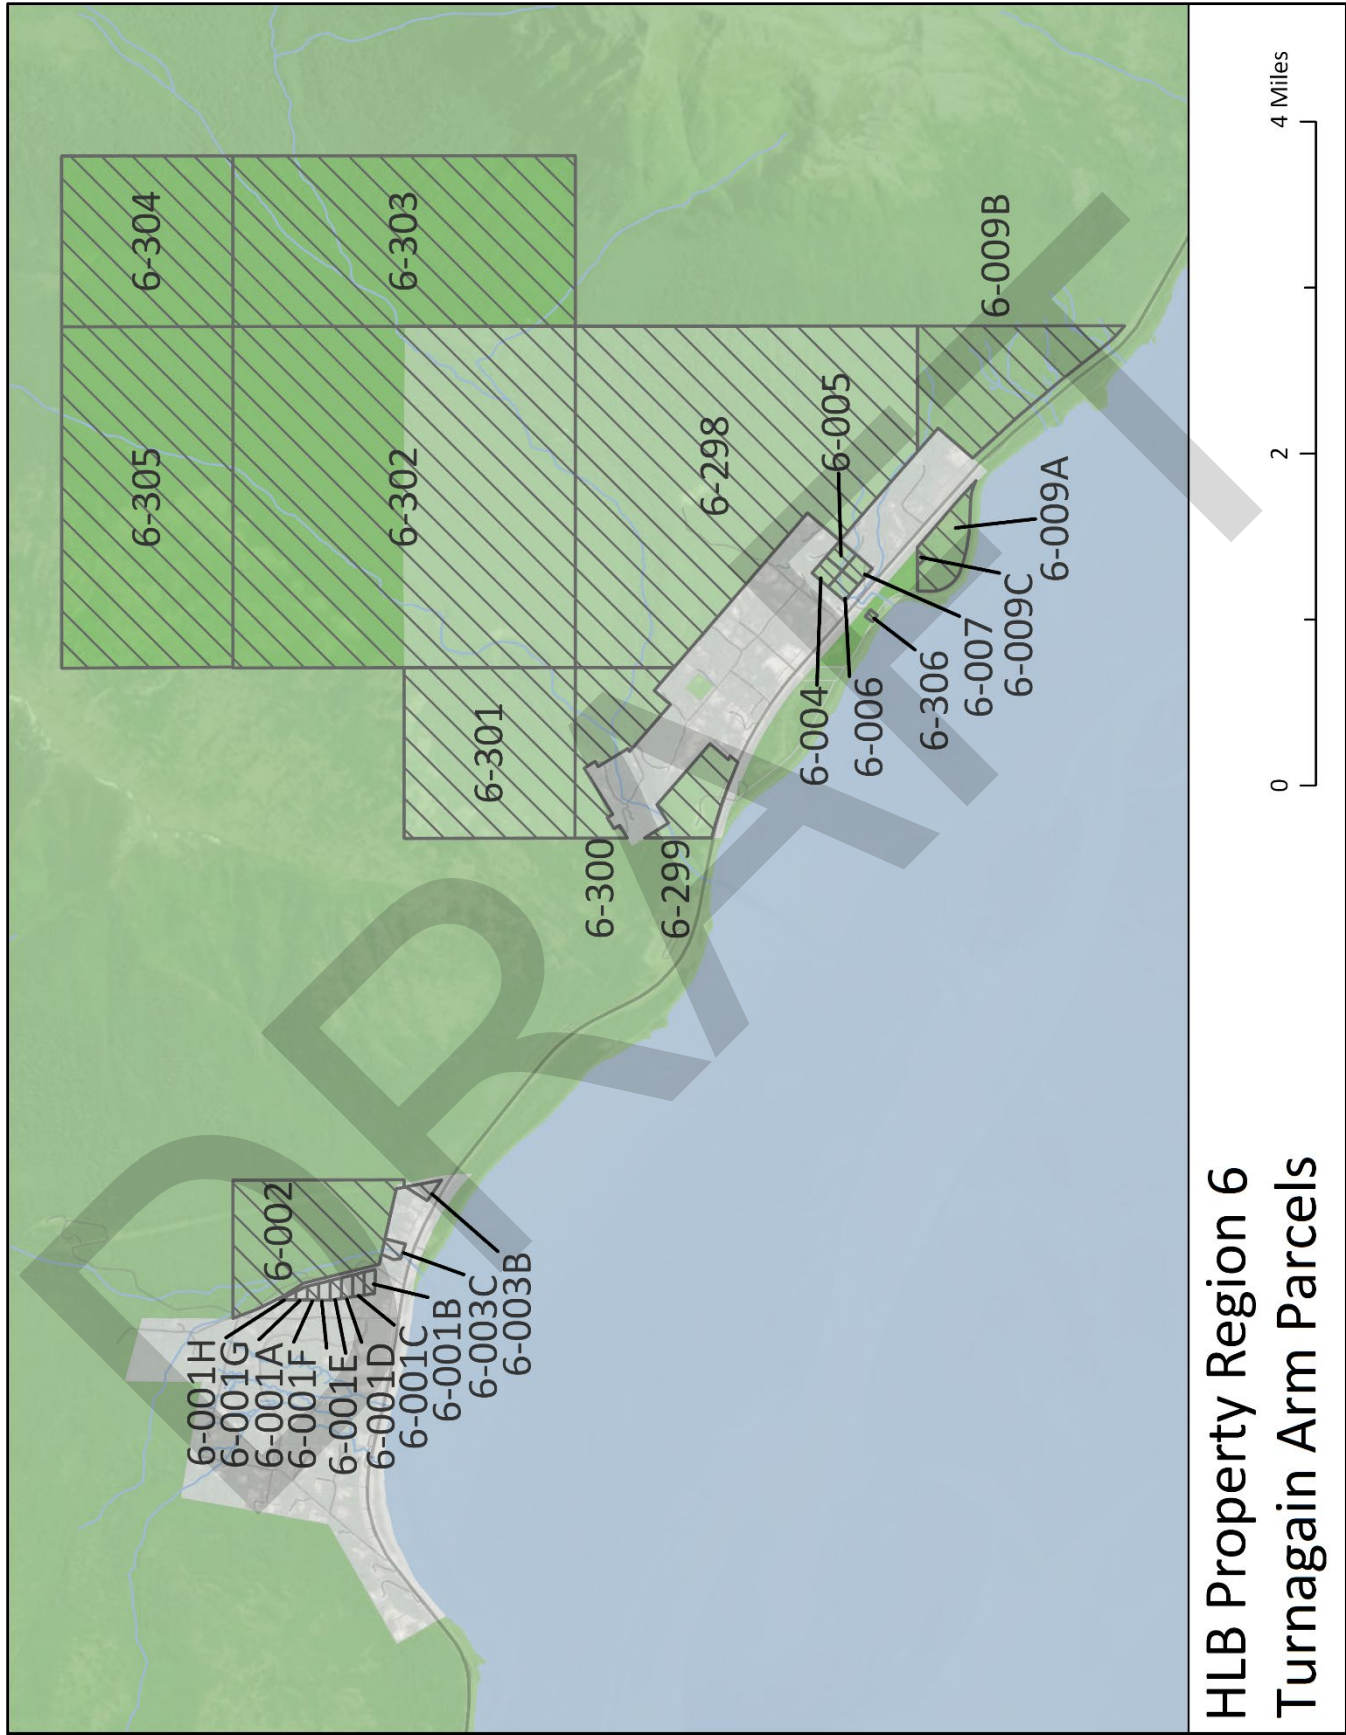 6-304
6-305
6-303
6-302
6-301
6-298
6-300
6-299
6-005
6-009B
6-004
6-006
6-306
6-007
6-009C
6-009A
6-002
6-001H
6-001G
6-001A
6-001F
6-001E
6-001D
6-001C
6-001B
6-003C
6-003B
DRAFT
HLB Property Region 6
Turnagain Arm Parcels
0 2 4 Miles